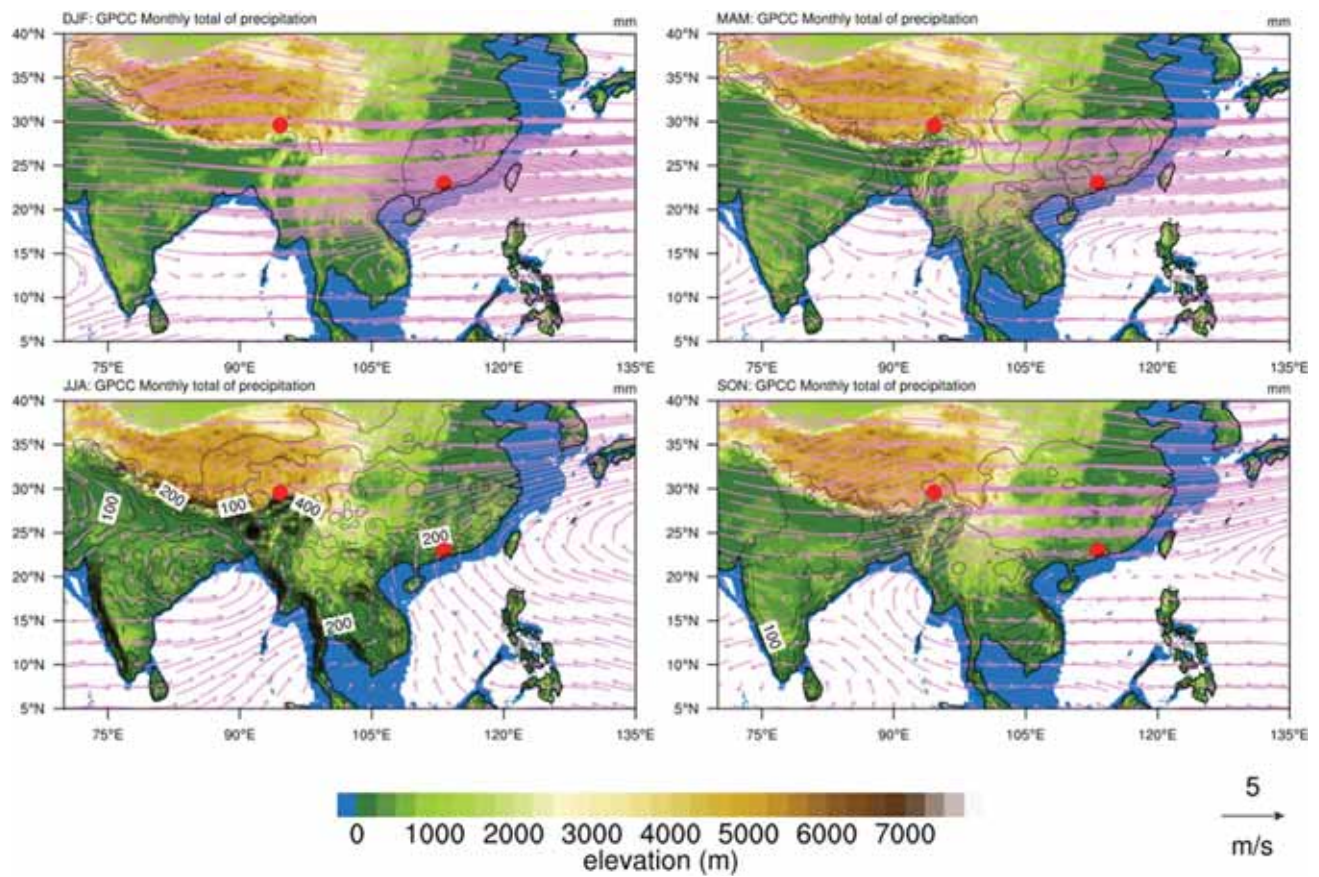 DJF: GPCC Monthly total of precipitation mm
40°N
35°N
30°N
25°N
20°N
15°N
10°N
5°N
75°E 90°E 105°E 120°E 135°E
MAM: GPCC Monthly total of precipitation mm
40°N
35°N
30°N
25°N
20°N
15°N
10°N
5°N
75°E 90°E 105°E 120°E 135°E
JJA: GPCC Monthly total of precipitation mm
40°N
35°N
30°N
25°N
20°N
15°N
10°N
5°N
100
200
100
400
200
200
75°E 90°E 105°E 120°E 135°E
SON: GPCC Monthly total of precipitation mm
40°N
35°N
30°N
25°N
20°N
15°N
10°N
5°N
100
75°E 90°E 105°E 120°E 135°E
0 1000 2000 3000 4000 5000 6000 7000
elevation (m)
5
m/s